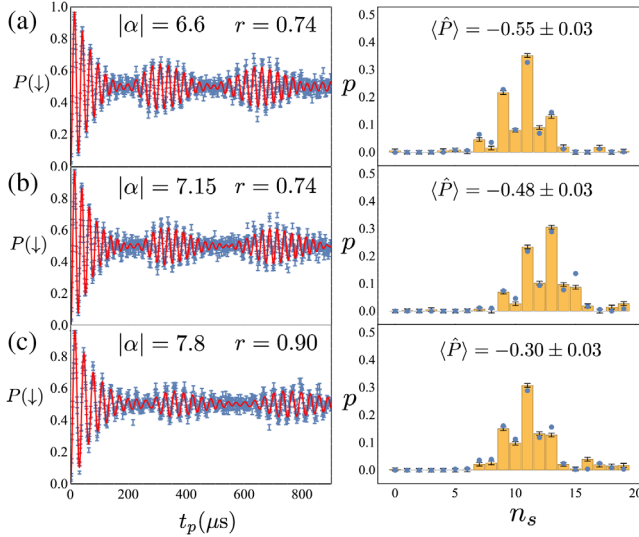 (a)
|α| = 6.6 r = 0.74
P(↓)
1.0
0.8
0.6
0.4
0.2
0.0
p
⟨P̂⟩ = −0.55 ± 0.03
0.5
0.4
0.3
0.2
0.1
0.0
(b)
|α| = 7.15 r = 0.74
P(↓)
1.0
0.8
0.6
0.4
0.2
0.0
p
⟨P̂⟩ = −0.48 ± 0.03
0.5
0.4
0.3
0.2
0.1
0.0
(c)
|α| = 7.8 r = 0.90
P(↓)
1.0
0.8
0.6
0.4
0.2
0.0
0 200 400 600 800
t_p(μs)
p
⟨P̂⟩ = −0.30 ± 0.03
0.5
0.4
0.3
0.2
0.1
0.0
0 5 10 15 20
n_s